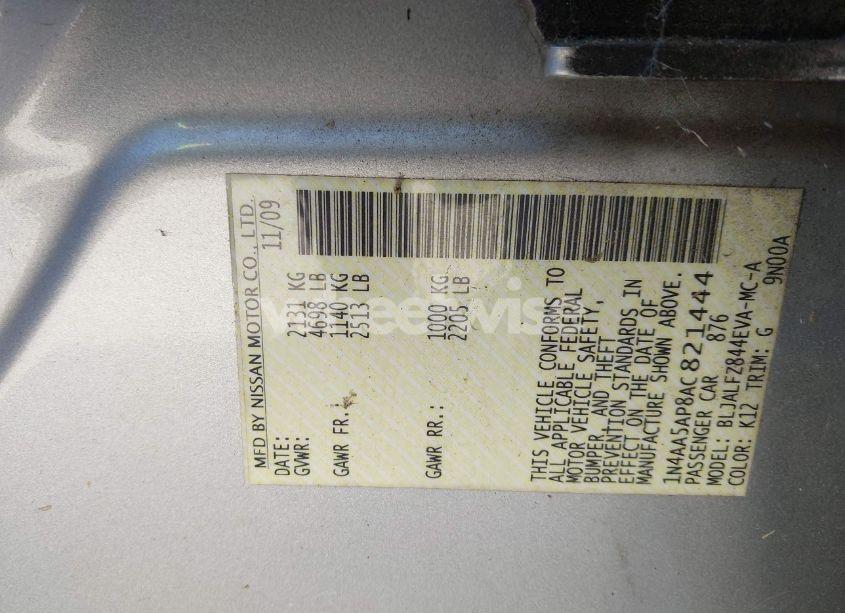 MFD BY NISSAN MOTOR CO., LTD.
DATE: 11/09
GVWR: 2131 KG
4698 LB
GAWR FR.: 1140 KG
2513 LB
GAWR RR.: 1000 KG
2205 LB
THIS VEHICLE CONFORMS TO
ALL APPLICABLE FEDERAL
MOTOR VEHICLE SAFETY,
BUMPER, AND THEFT
PREVENTION STANDARDS IN
EFFECT ON THE DATE OF
MANUFACTURE SHOWN ABOVE.
1N4AA5AP8AC821444
PASSENGER CAR 876
MODEL: BLJALFZ844EVA-MC-A
COLOR: K12 TRIM: G 9N00A